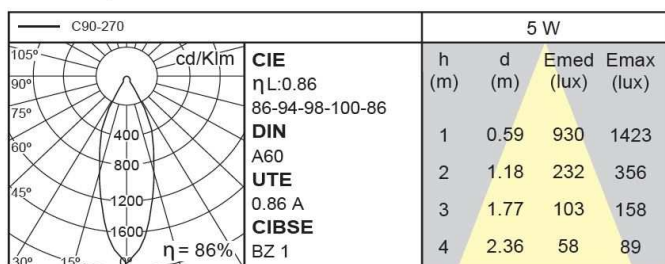 C90-270
5 W
105°
90°
75°
60°
45°
30°
15°
0°
cd/Klm
400
800
1200
1600
η= 86%
CIE
ηL:0.86
86-94-98-100-86
DIN
A60
UTE
0.86 A
CIBSE
BZ 1
h d Emed Emax
(m) (m) (lux) (lux)
1 0.59 930 1423
2 1.18 232 356
3 1.77 103 158
4 2.36 58 89